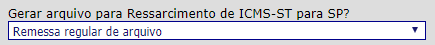 Gerar arquivo para Ressarcimento de ICMS-ST para SP?
Remessa regular de arquivo